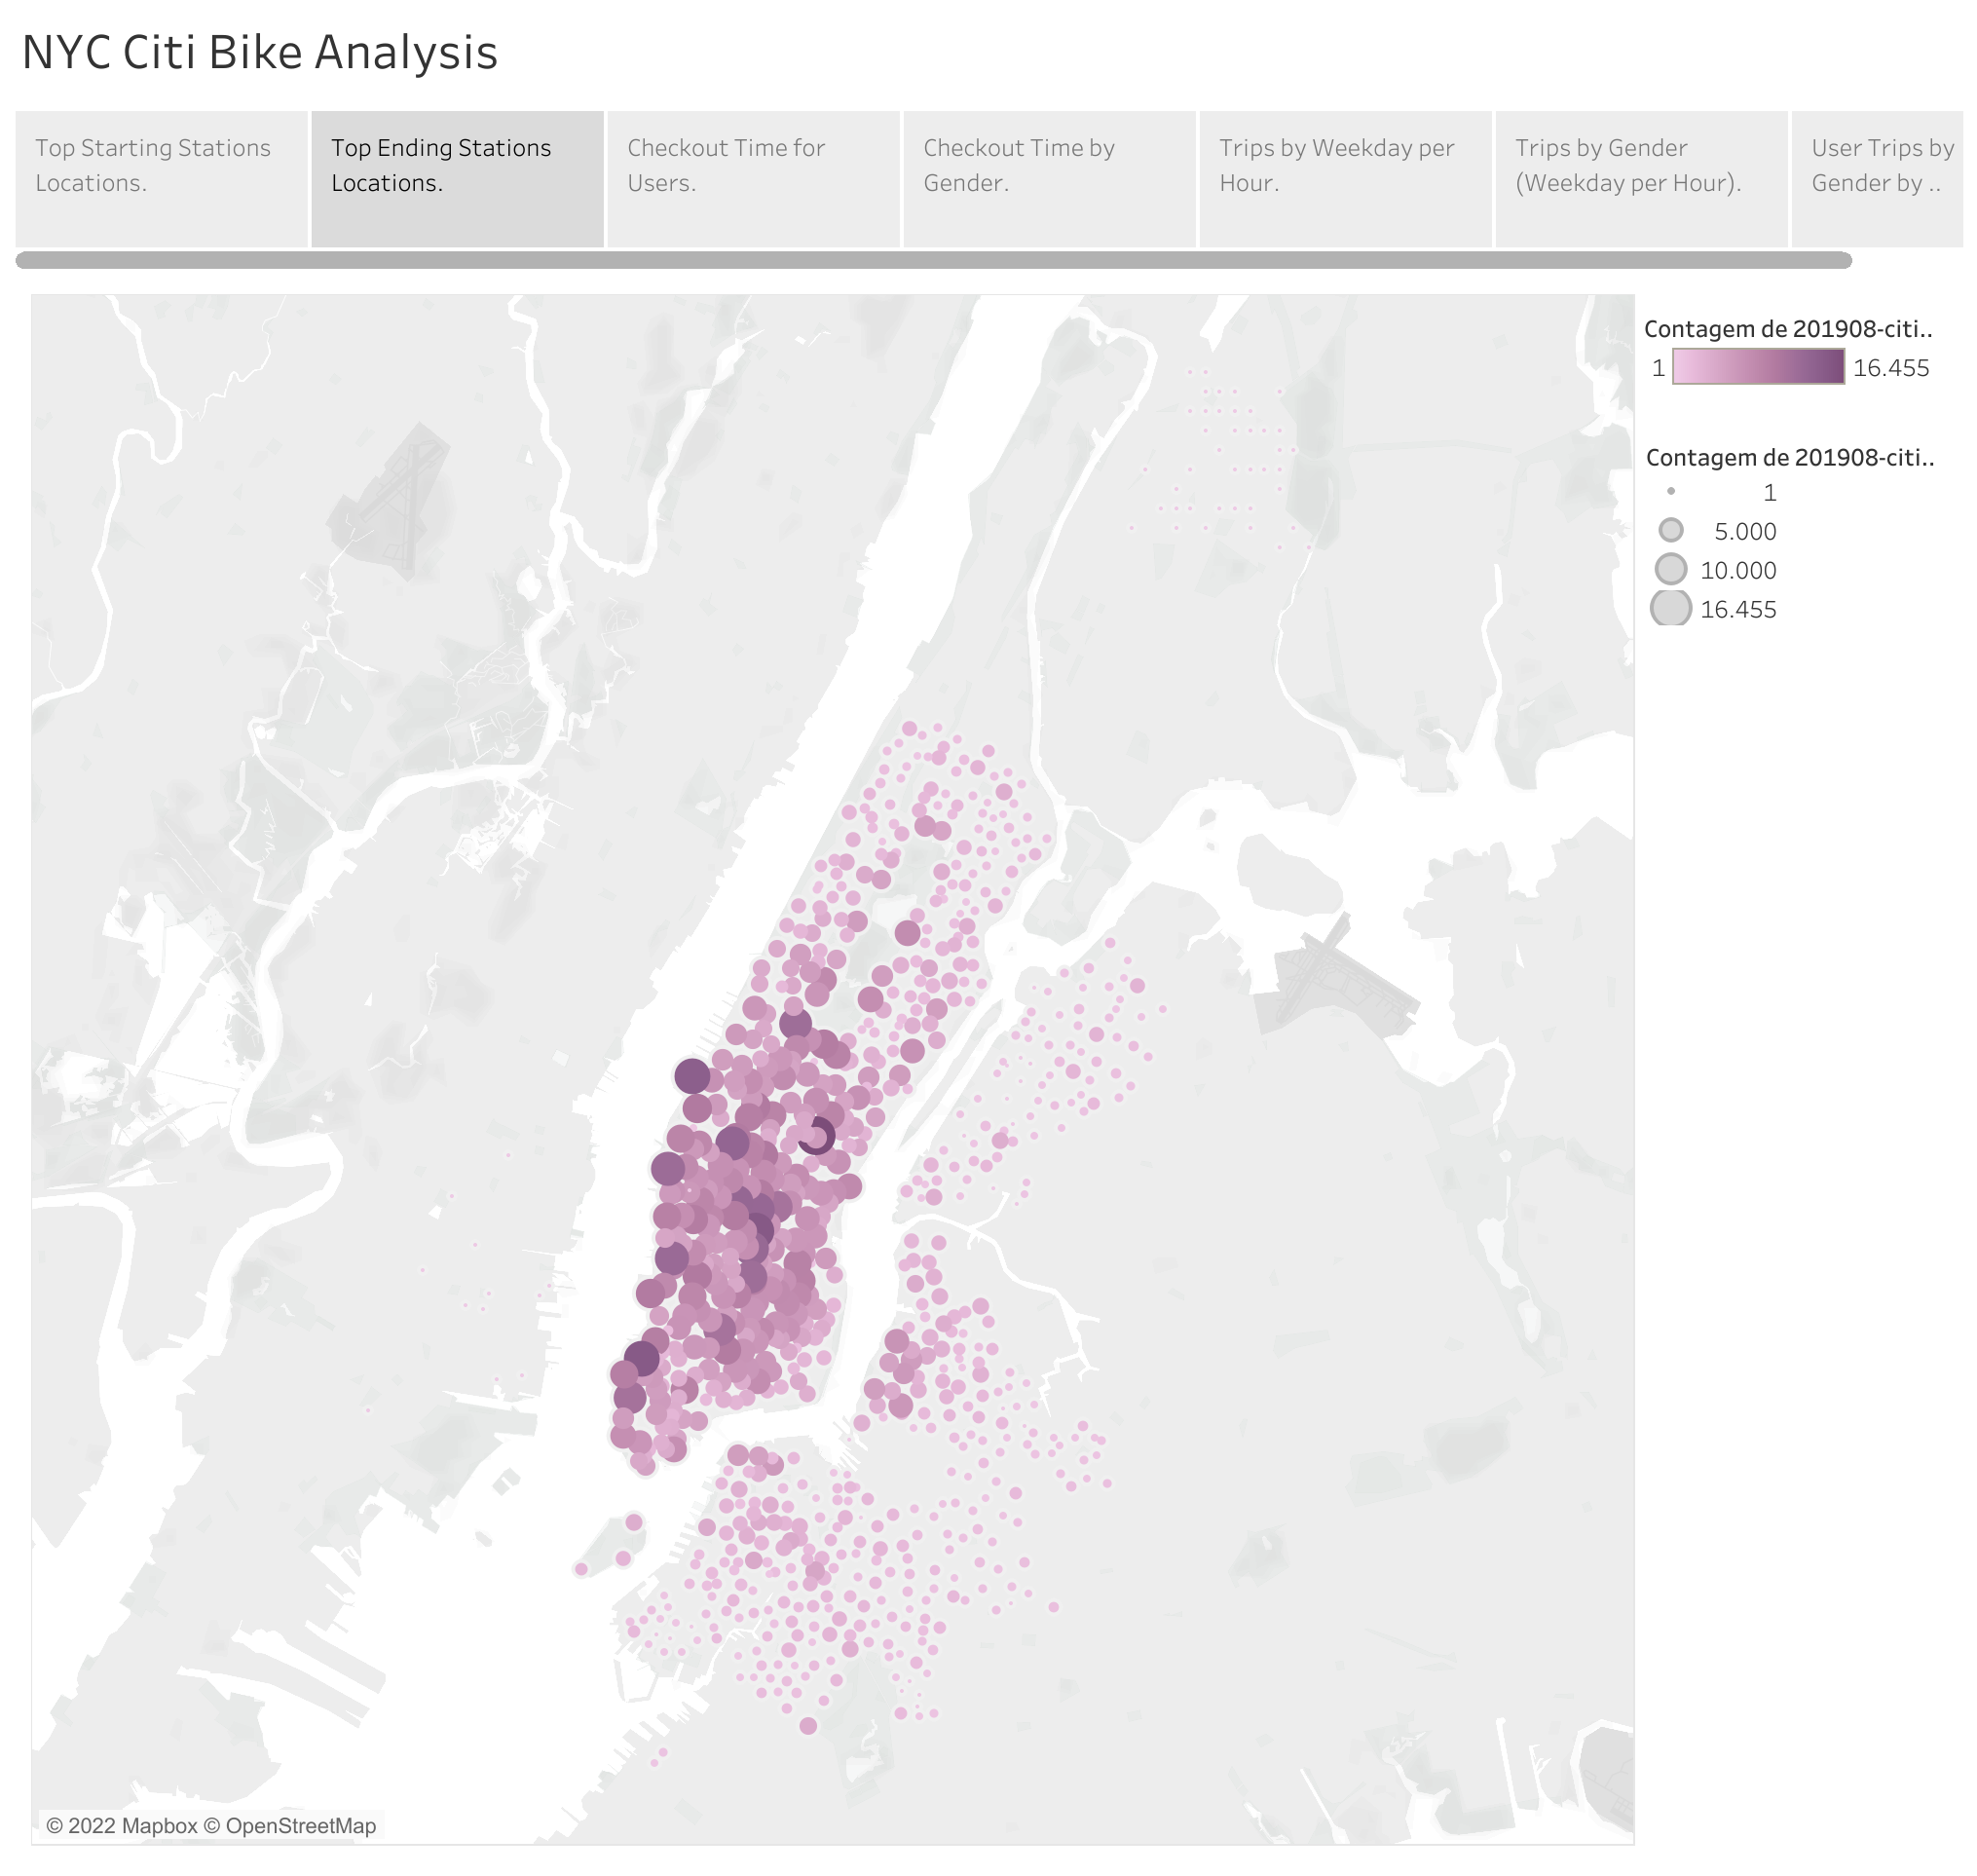 NYC Citi Bike Analysis
Top Starting Stations
Locations.
Top Ending Stations
Locations.
Checkout Time for
Users.
Checkout Time by
Gender.
Trips by Weekday per
Hour.
Trips by Gender
(Weekday per Hour).
User Trips by
Gender by ..
Contagem de 201908-citi..
1 16.455
Contagem de 201908-citi..
1
5.000
10.000
16.455
© 2022 Mapbox © OpenStreetMap